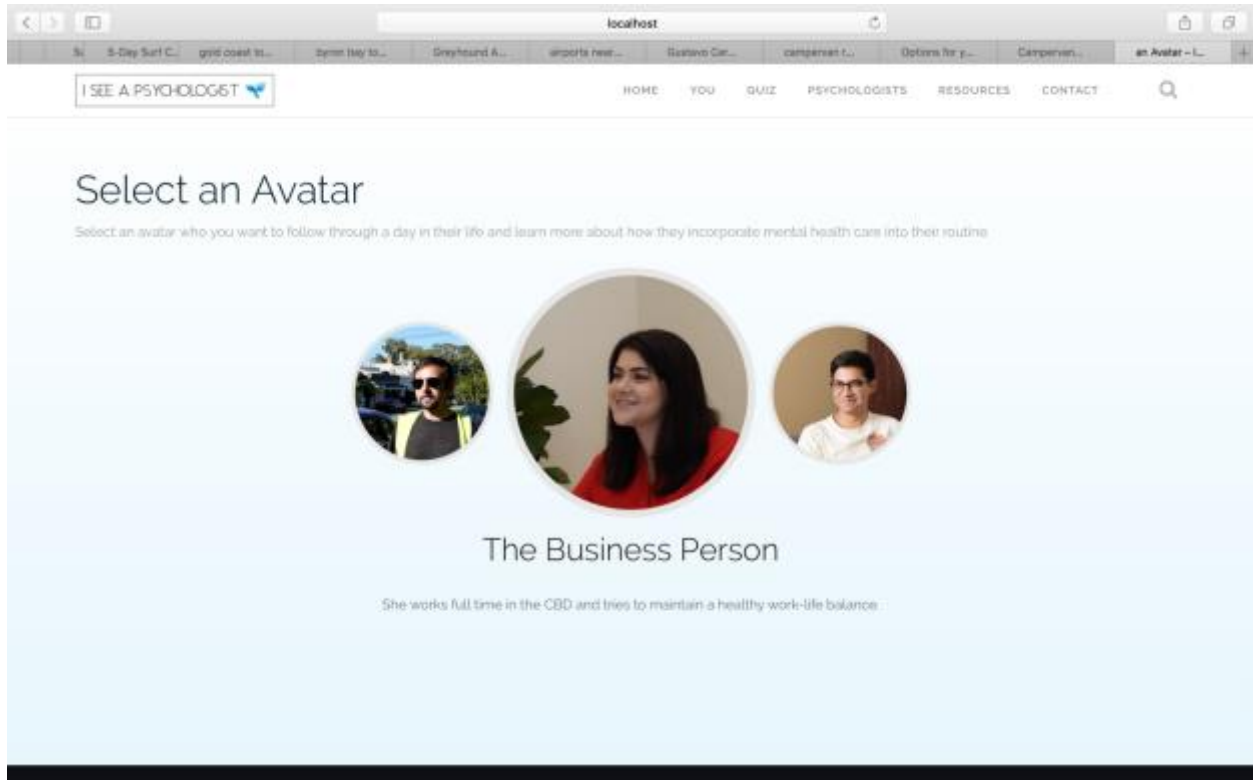 localhost
5-Day Surf C... gold coast to... byron bay to... Greyhound A... airports near ... Gustavo Cer... campervan r... Options for y... Campervan... an Avatar – I...
I SEE A PSYCHOLOGIST
HOME YOU QUIZ PSYCHOLOGISTS RESOURCES CONTACT
Select an Avatar
Select an avatar who you want to follow through a day in their life and learn more about how they incorporate mental health care into their routine
The Business Person
She works full time in the CBD and tries to maintain a healthy work-life balance